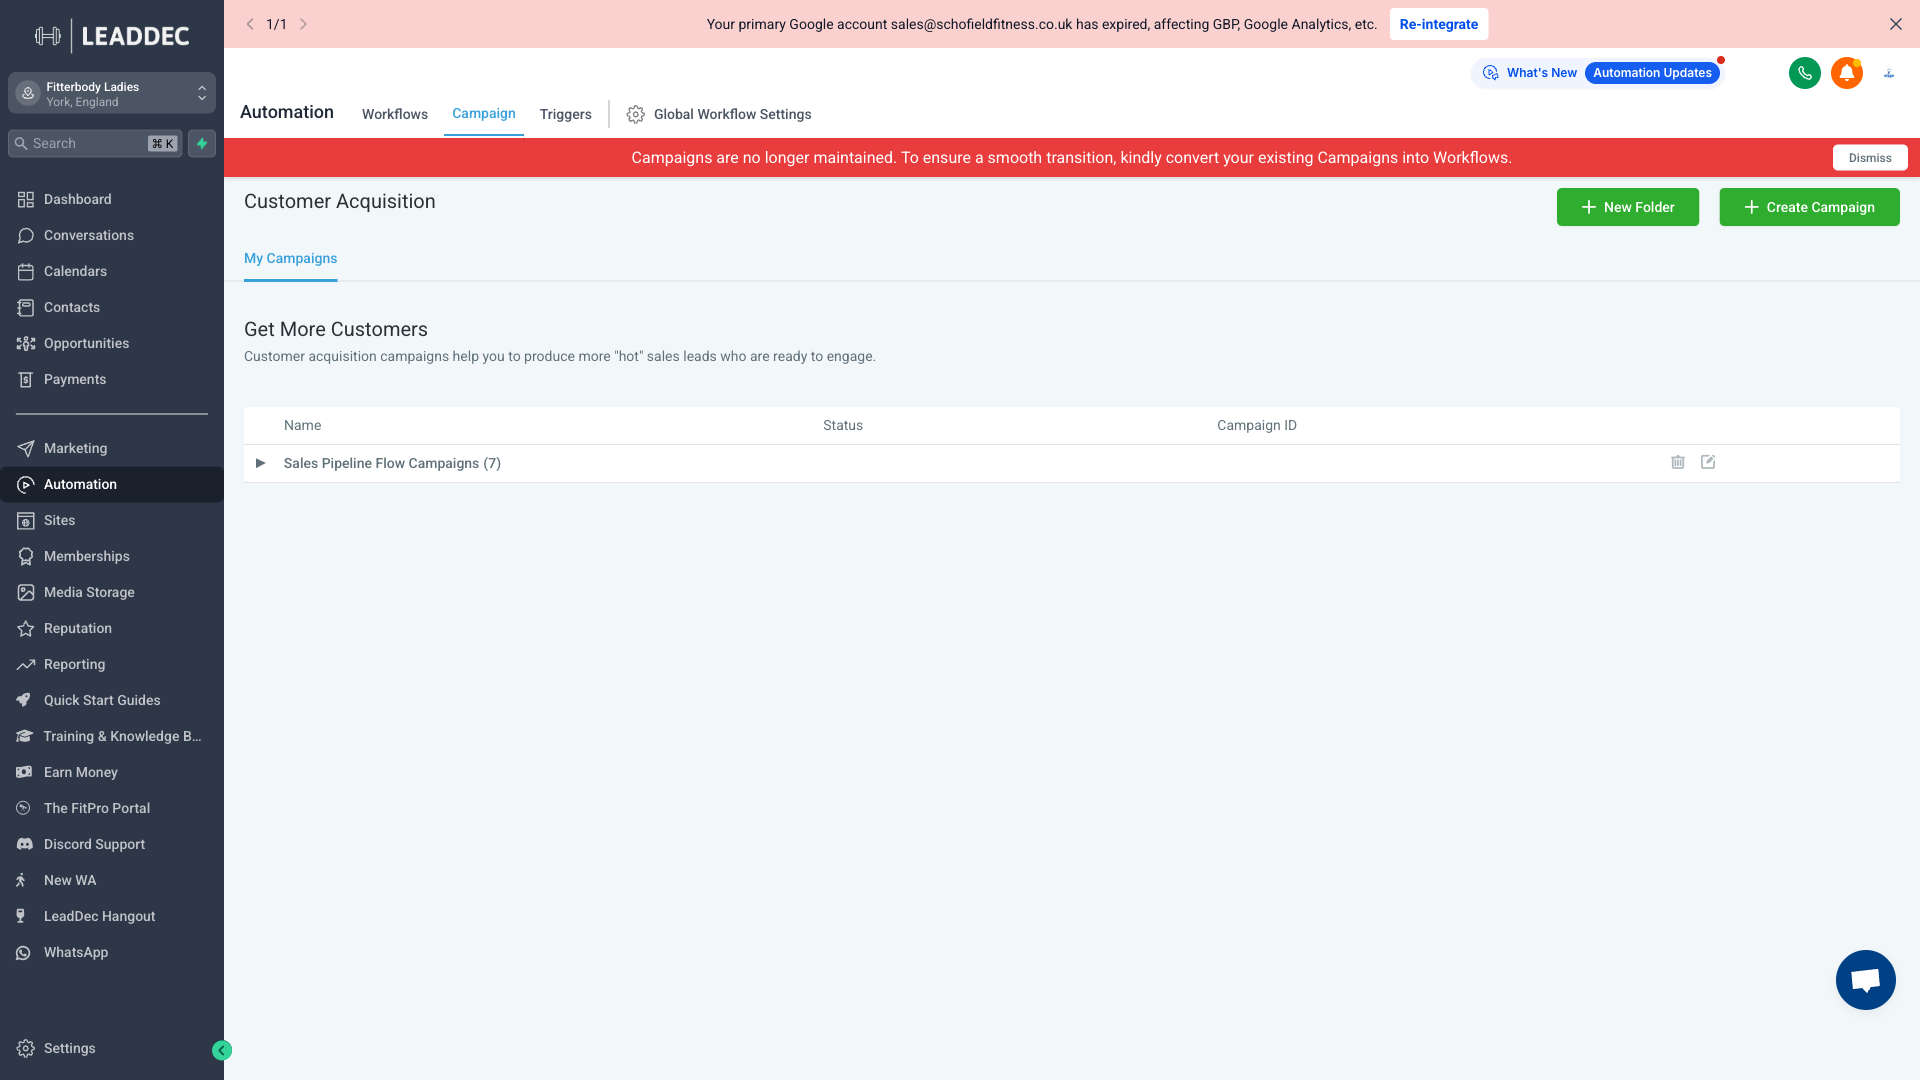 LEADDEC
Fitterbody Ladies
York, England
Search
⌘ K
Dashboard
Conversations
Calendars
Contacts
Opportunities
Payments
Marketing
Automation
Sites
Memberships
Media Storage
Reputation
Reporting
Quick Start Guides
Training & Knowledge B...
Earn Money
The FitPro Portal
Discord Support
New WA
LeadDec Hangout
WhatsApp
Settings
1/1
Your primary Google account sales@schofieldfitness.co.uk has expired, affecting GBP, Google Analytics, etc. Re-integrate
What's New Automation Updates
Automation Workflows Campaign Triggers Global Workflow Settings
Campaigns are no longer maintained. To ensure a smooth transition, kindly convert your existing Campaigns into Workflows. Dismiss
Customer Acquisition
New Folder
Create Campaign
My Campaigns
Get More Customers
Customer acquisition campaigns help you to produce more "hot" sales leads who are ready to engage.
Name Status Campaign ID
Sales Pipeline Flow Campaigns (7)